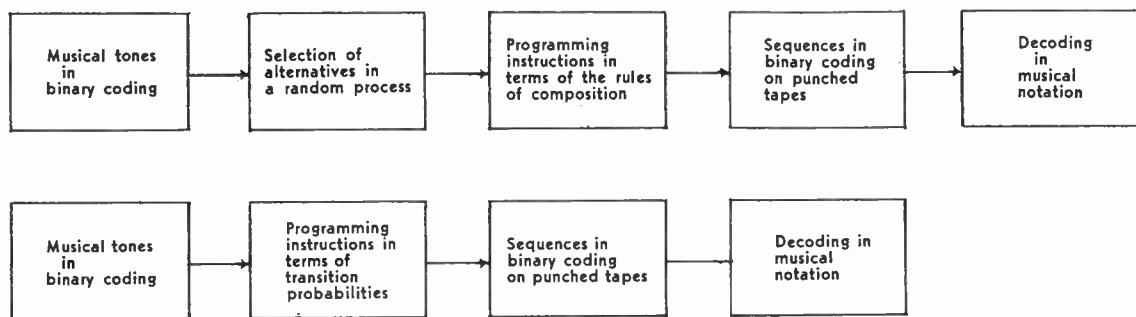 Musical tones
in
binary coding
Selection of
alternatives in
a random process
Programming
instructions in
terms of the rules
of composition
Sequences in
binary coding
on punched
tapes
Decoding
in
musical
notation
Musical tones
in
binary coding
Programming
instructions in
terms of
transition
probabilities
Sequences in
binary coding
on punched tapes
Decoding in
musical
notation